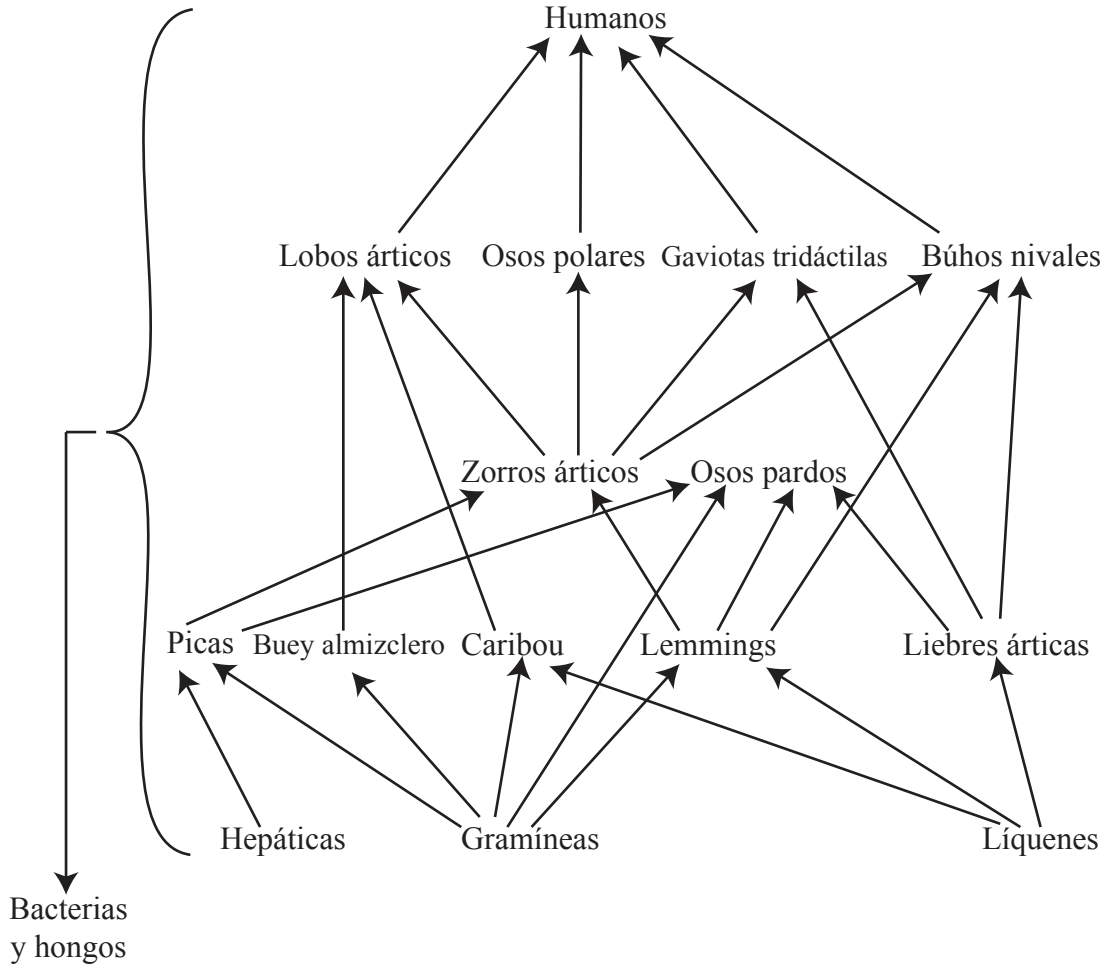 Humanos
Lobos árticos
Osos polares
Gaviotas tridáctilas
Búhos nivales
Zorros árticos
Osos pardos
Picas
Buey almizclero
Caribou
Lemmings
Liebres árticas
Hepáticas
Gramíneas
Líquenes
Bacterias
y hongos